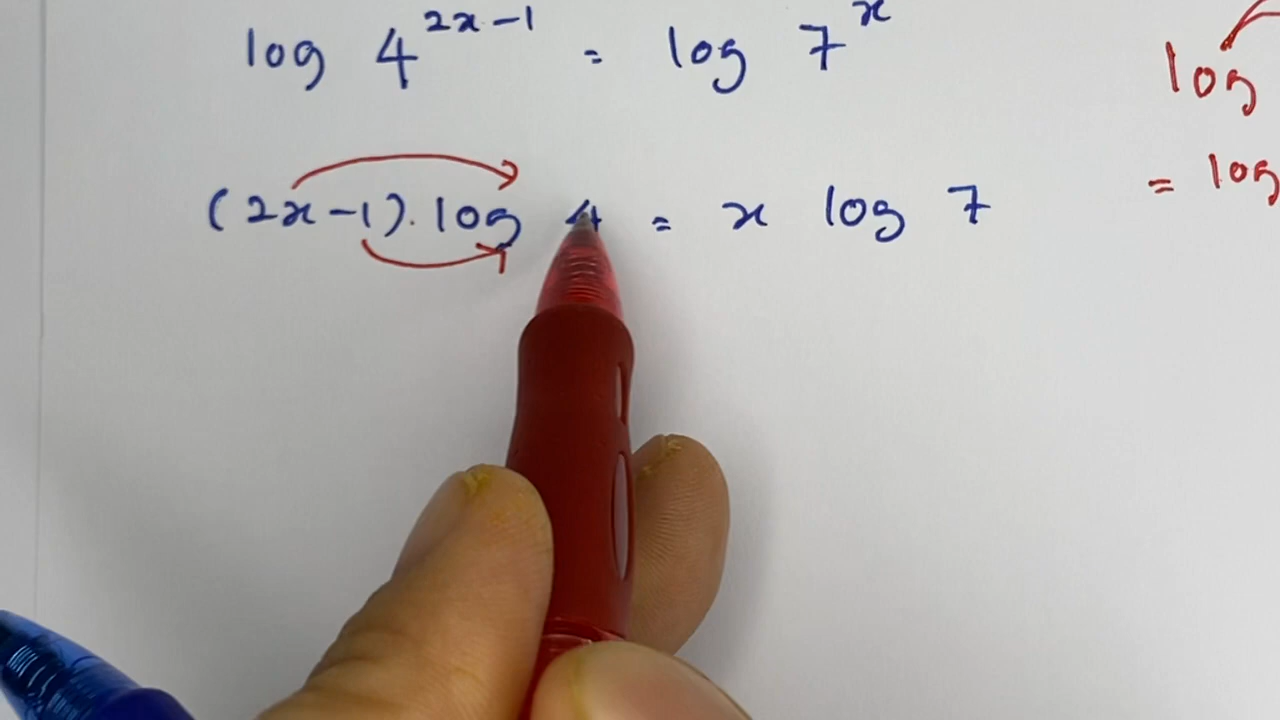 log 4^{2x-1} = log 7^x
(2x-1). log 4 = x log 7
log
= log